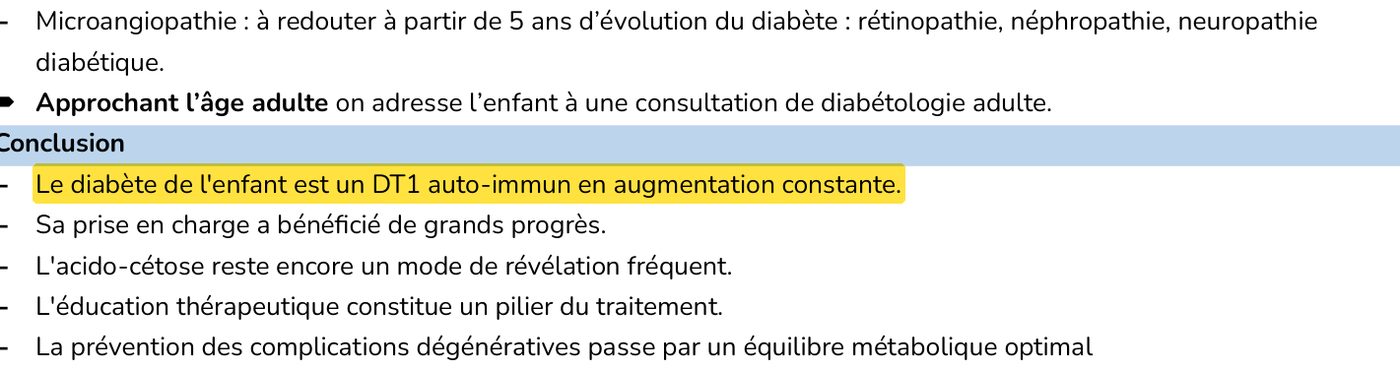 - Microangiopathie : à redouter à partir de 5 ans d’évolution du diabète : rétinopathie, néphropathie, neuropathie
diabétique.
Approchant l’âge adulte on adresse l’enfant à une consultation de diabétologie adulte.
Conclusion
- Le diabète de l'enfant est un DT1 auto-immun en augmentation constante.
- Sa prise en charge a bénéficié de grands progrès.
- L'acido-cétose reste encore un mode de révélation fréquent.
- L'éducation thérapeutique constitue un pilier du traitement.
- La prévention des complications dégénératives passe par un équilibre métabolique optimal